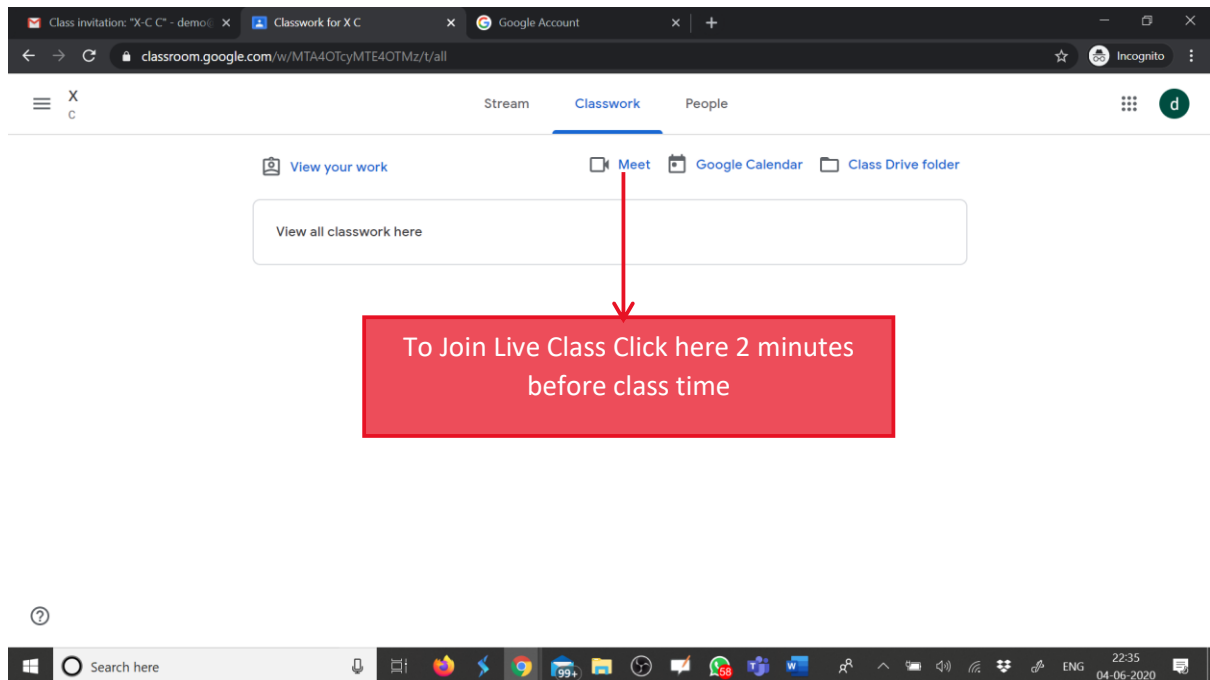 Class invitation: "X-C C" - demo
Classwork for X C
Google Account
classroom.google.com/w/MTA4OTcyMTE4OTMz/t/all
Incognito
X
C
Stream
Classwork
People
d
View your work
Meet
Google Calendar
Class Drive folder
View all classwork here
To Join Live Class Click here 2 minutes
before class time
Search here
99+
58
ENG
22:35
04-06-2020